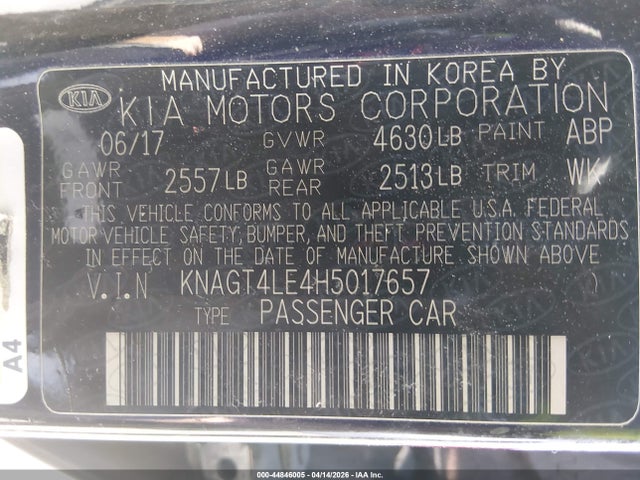 MANUFACTURED IN KOREA BY
KIA KIA MOTORS CORPORATION
06/17 GVWR 4630LB PAINT ABP
GAWR FRONT 2557LB GAWR REAR 2513LB TRIM WK
THIS VEHICLE CONFORMS TO ALL APPLICABLE U.S.A. FEDERAL
MOTOR VEHICLE SAFETY, BUMPER, AND THEFT PREVENTION STANDARDS
IN EFFECT ON THE DATE OF MANUFACTURE SHOWN ABOVE.
V.I.N KNAGT4LE4H5017657 )
TYPE PASSENGER CAR
A4
000-44846005 04/14/2026 COPYRIGHT IAA, LLC.